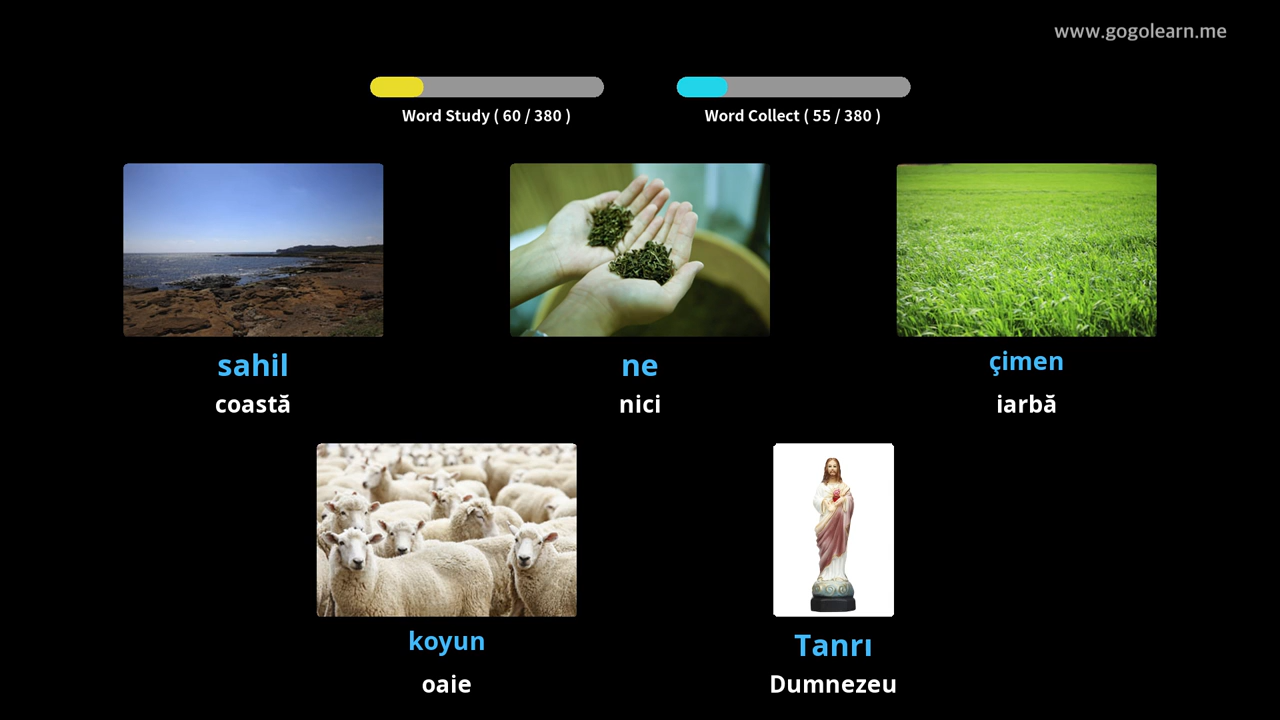 www.gogolearn.me
Word Study ( 60 / 380 )
Word Collect ( 55 / 380 )
sahil
ne
çimen
coastă
nici
iarbă
koyun
Tanrı
oaie
Dumnezeu